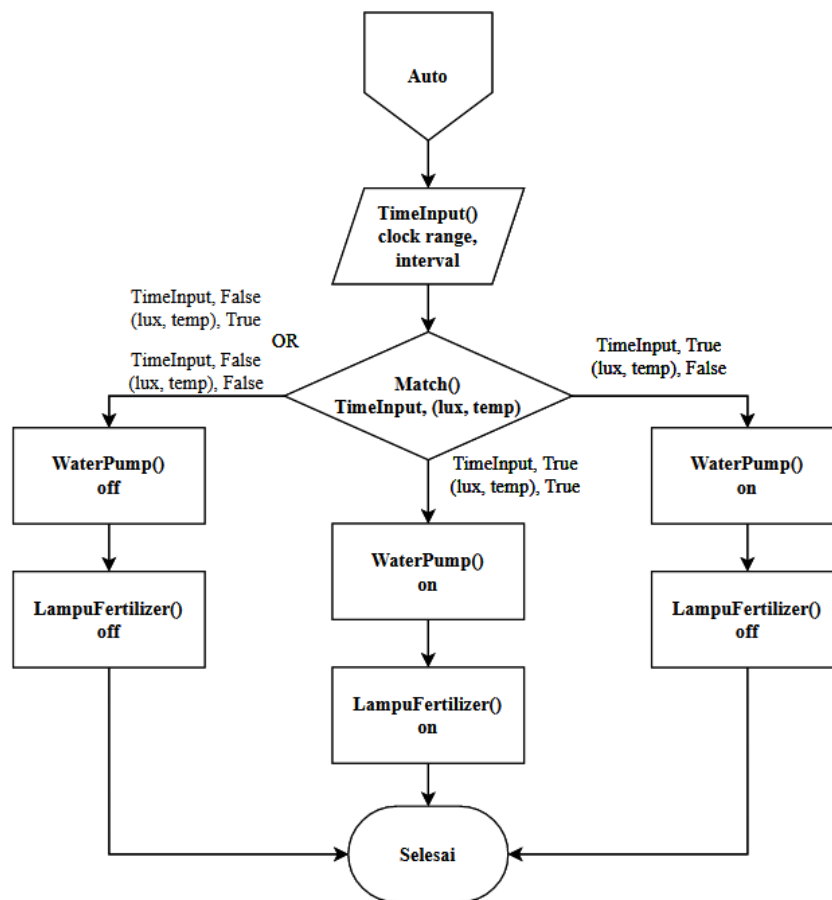 Auto
TimeInput()
clock range,
interval
TimeInput, False
(lux, temp), True
OR
TimeInput, False
(lux, temp), False
TimeInput, True
(lux, temp), False
Match()
TimeInput, (lux, temp)
TimeInput, True
(lux, temp), True
WaterPump()
off
WaterPump()
on
WaterPump()
on
LampuFertilizer()
off
LampuFertilizer()
off
LampuFertilizer()
on
Selesai